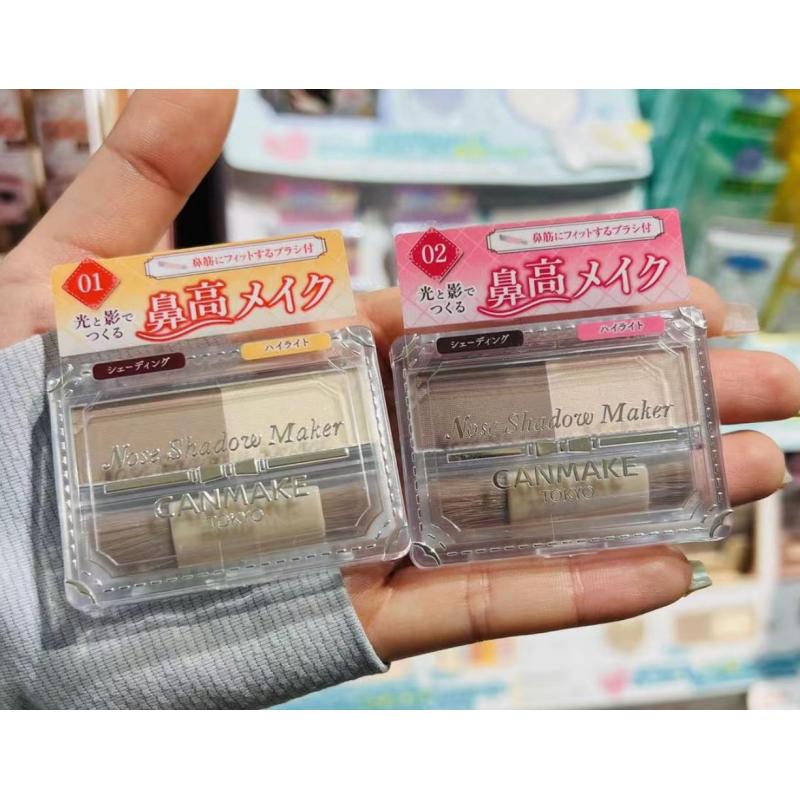 01
鼻筋にフィットするブラシ付
光と影で
つくる
鼻高メイク
シェーディング
ハイライト
Nose Shadow Maker
CANMAKE
TOKYO
02
鼻筋にフィットするブラシ付
光と影で
つくる
鼻高メイク
シェーディング
ハイライト
Nose Shadow Maker
CANMAKE
TOKYO